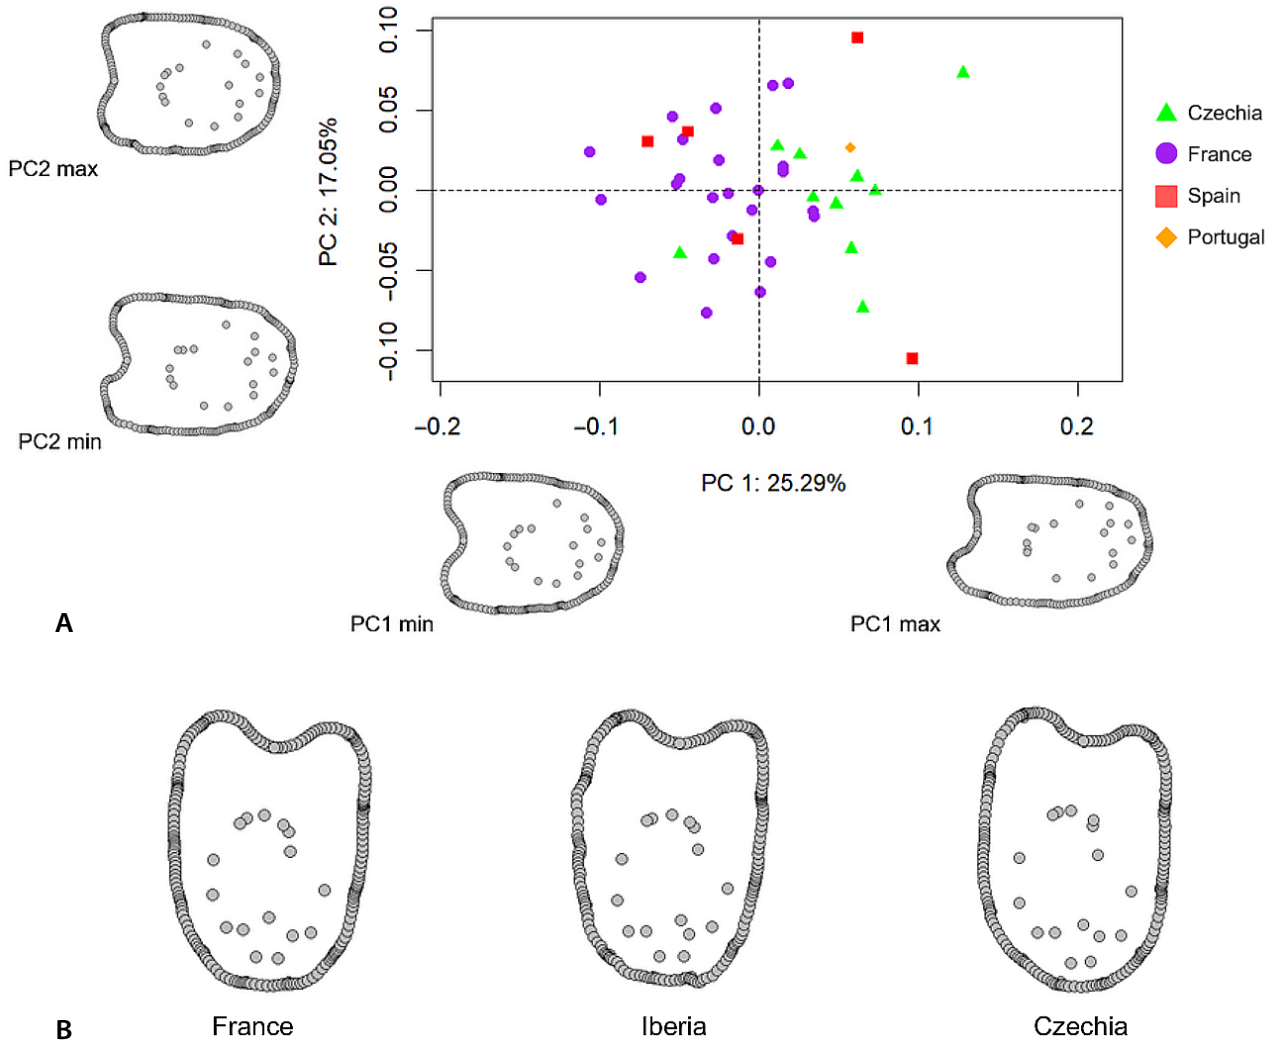 PC2 max
PC2 min
PC 2: 17.05%
0.10
0.05
0.00
−0.05
−0.10
−0.2
−0.1
0.0
0.1
0.2
PC 1: 25.29%
Czechia
France
Spain
Portugal
PC1 min
PC1 max
A
France
Iberia
Czechia
B